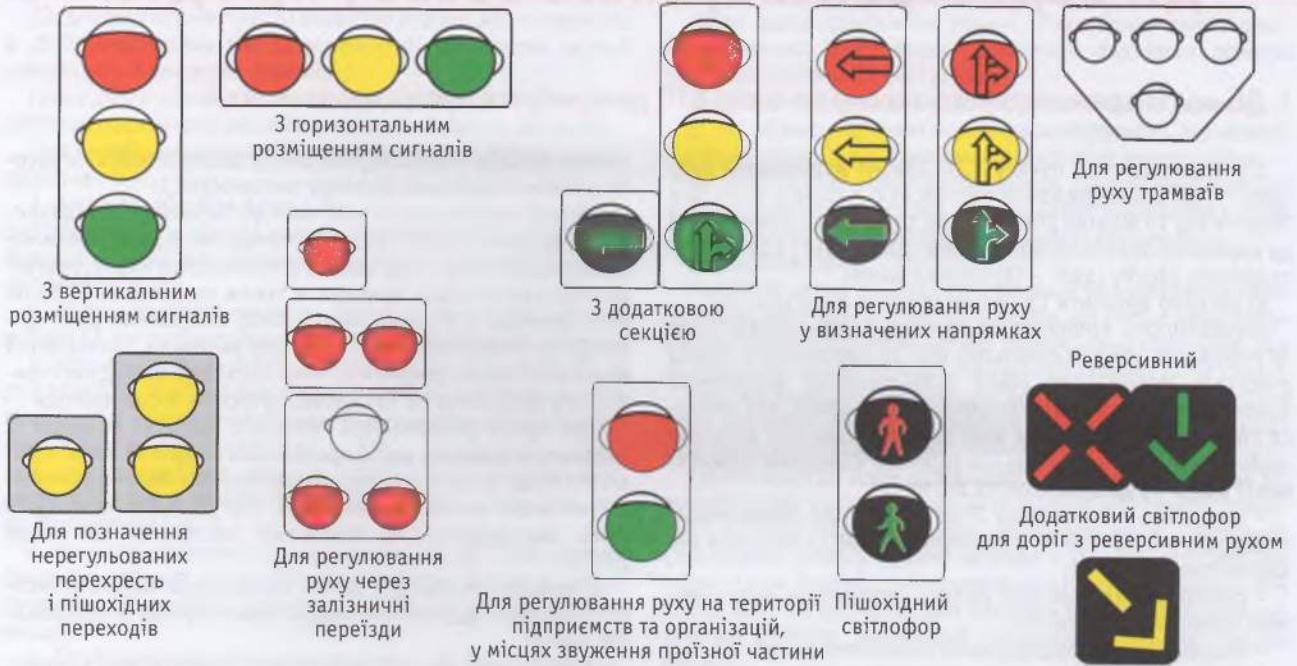 З горизонтальним
розміщенням сигналів
Для регулювання
руху трамваїв
З вертикальним
розміщенням сигналів
З додатковою
секцією
Для регулювання руху
у визначених напрямках
Реверсивний
Для позначення
нерегульованих
перехресть
і пішохідних
переходів
Для регулювання
руху через
залізничні
переїзди
Для регулювання руху на території
підприємств та організацій,
у місцях звуження проїзної частини
Пішохідний
світлофор
Додатковий світлофор
для доріг з реверсивним рухом